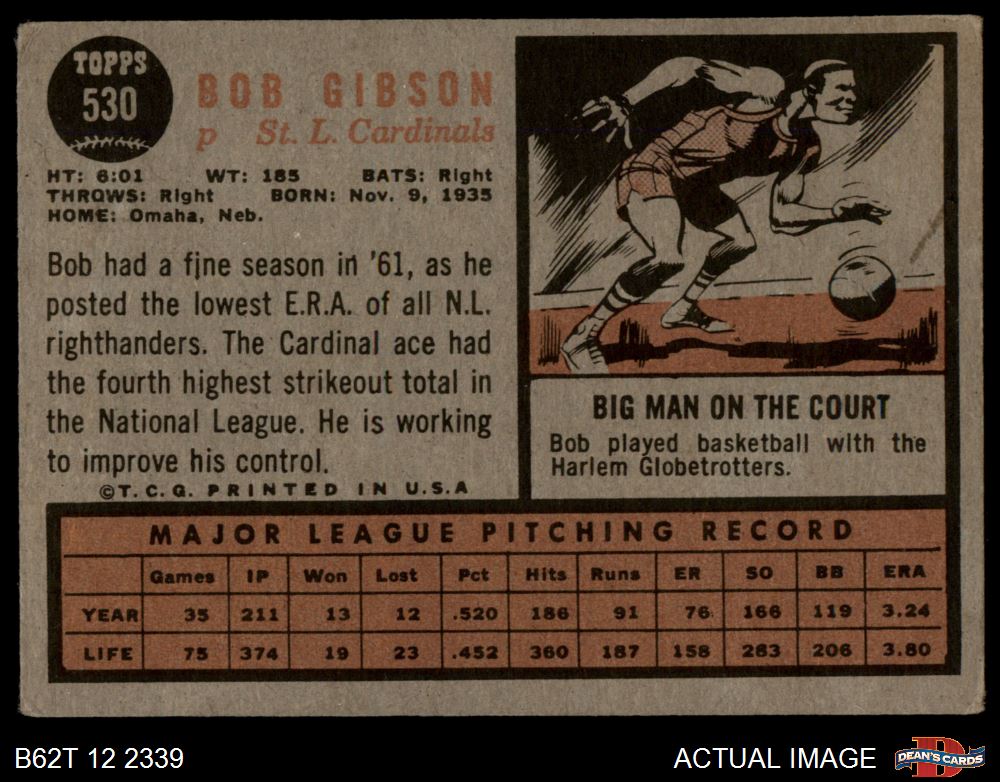 TOPPS
530
BOB GIBSON
p St. L. Cardinals
HT: 6:01 WT: 185 BATS: Right
THROWS: Right BORN: Nov. 9, 1935
HOME: Omaha, Neb.
Bob had a fine season in '61, as he
posted the lowest E.R.A. of all N.L.
righthanders. The Cardinal ace had
the fourth highest strikeout total in
the National League. He is working
to improve his control.
©T.C.G. PRINTED IN U.S.A
BIG MAN ON THE COURT
Bob played basketball with the
Harlem Globetrotters.
MAJOR LEAGUE PITCHING RECORD
Games IP Won Lost Pct Hits Runs ER SO BB ERA
YEAR 35 211 13 12 .520 186 91 76 166 119 3.24
LIFE 75 374 19 23 .452 360 187 158 283 206 3.80
B62T 12 2339
ACTUAL IMAGE
D
DEAN'S CARDS